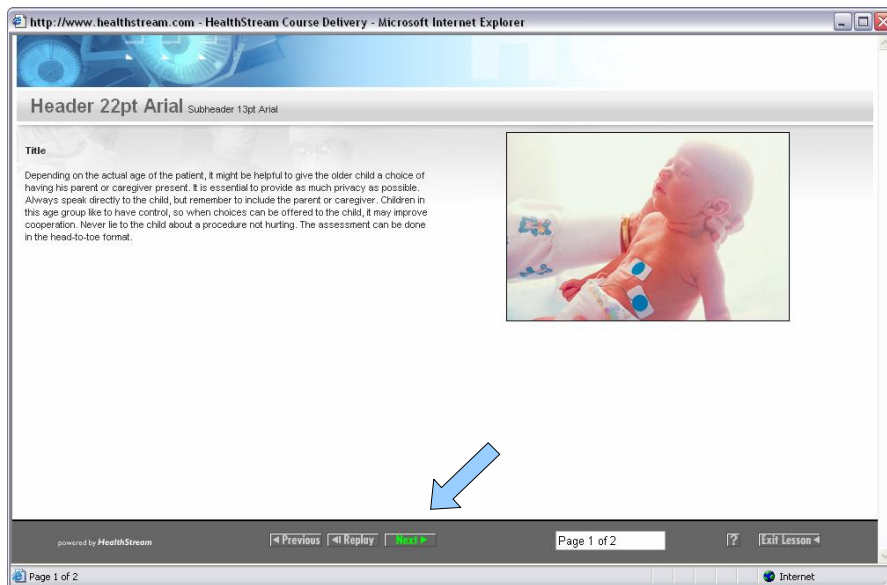 http://www.healthstream.com - HealthStream Course Delivery - Microsoft Internet Explorer
Header 22pt Arial Subheader 13pt Arial
Title
Depending on the actual age of the patient, it might be helpful to give the older child a choice of
having his parent or caregiver present. It is essential to provide as much privacy as possible.
Always speak directly to the child, but remember to include the parent or caregiver. Children in
this age group like to have control, so when choices can be offered to the child, it may improve
cooperation. Never lie to the child about a procedure not hurting. The assessment can be done
in the head-to-toe format.
powered by HealthStream
Previous Replay Next Page 1 of 2 ? Exit Lesson
Page 1 of 2 Internet